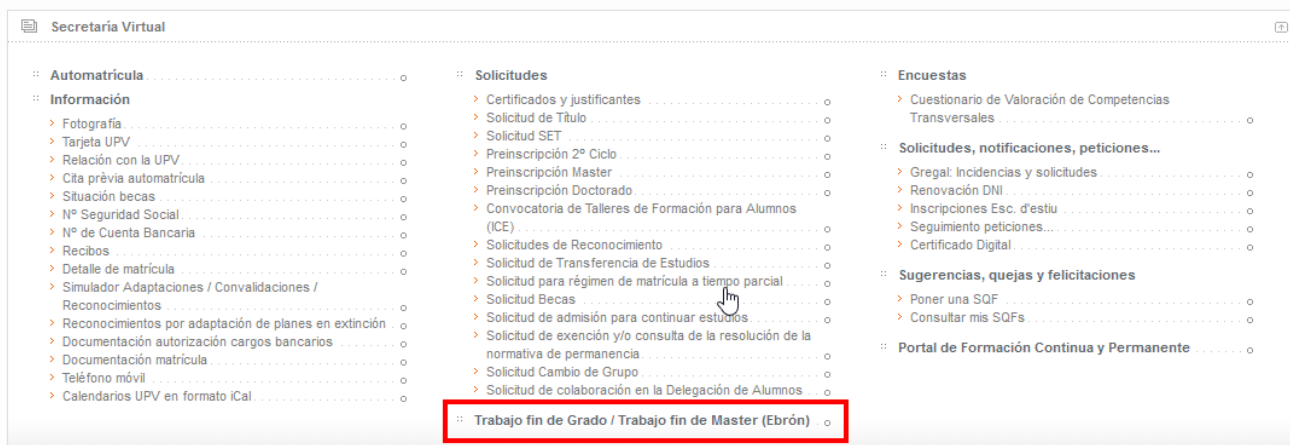 Secretaría Virtual
Automatrícula
Información
Fotografía
Tarjeta UPV
Relación con la UPV
Cita prèvia automatrícula
Situación becas
Nº Seguridad Social
Nº de Cuenta Bancaria
Recibos
Detalle de matrícula
Simulador Adaptaciones / Convalidaciones /
Reconocimientos
Reconocimientos por adaptación de planes en extinción
Documentación autorización cargos bancarios
Documentación matrícula
Teléfono móvil
Calendarios UPV en formato iCal
Solicitudes
Certificados y justificantes
Solicitud de Título
Solicitud SET
Preinscripción 2º Ciclo
Preinscripción Master
Preinscripción Doctorado
Convocatoria de Talleres de Formación para Alumnos
(ICE)
Solicitudes de Reconocimiento
Solicitud de Transferencia de Estudios
Solicitud para régimen de matrícula a tiempo parcial
Solicitud Becas
Solicitud de admisión para continuar estudios
Solicitud de exención y/o consulta de la resolución de la
normativa de permanencia
Solicitud Cambio de Grupo
Solicitud de colaboración en la Delegación de Alumnos
Trabajo fin de Grado / Trabajo fin de Master (Ebrón)
Encuestas
Cuestionario de Valoración de Competencias
Transversales
Solicitudes, notificaciones, peticiones...
Gregal: Incidencias y solicitudes
Renovación DNI
Inscripciones Esc. d'estiu
Seguimiento peticiones...
Certificado Digital
Sugerencias, quejas y felicitaciones
Poner una SQF
Consultar mis SQFs
Portal de Formación Continua y Permanente